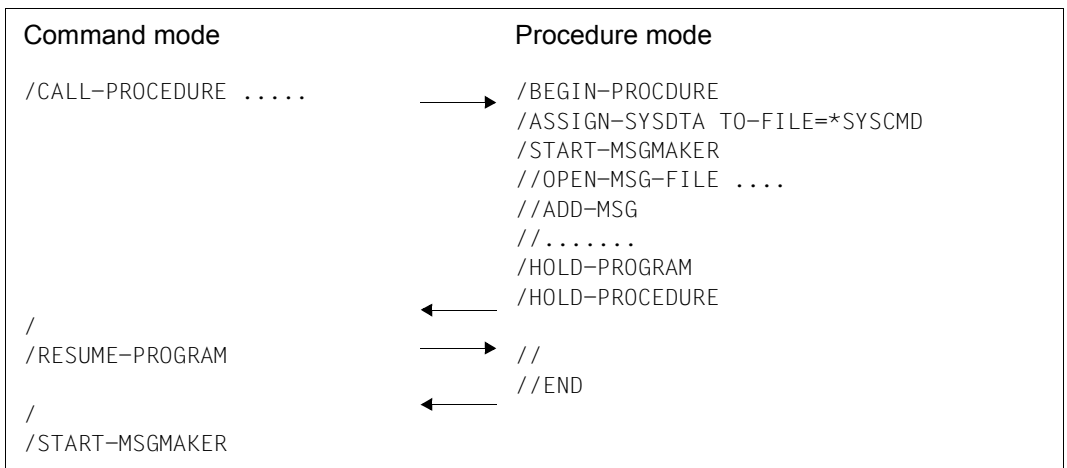 Command mode Procedure mode
/CALL-PROCEDURE ..... /BEGIN-PROCDURE
/ASSIGN-SYSDTA TO-FILE=*SYSCMD
/START-MSGMAKER
//OPEN-MSG-FILE ....
//ADD-MSG
//.......
/HOLD-PROGRAM
/HOLD-PROCEDURE
/
/RESUME-PROGRAM //
//END
/
/START-MSGMAKER